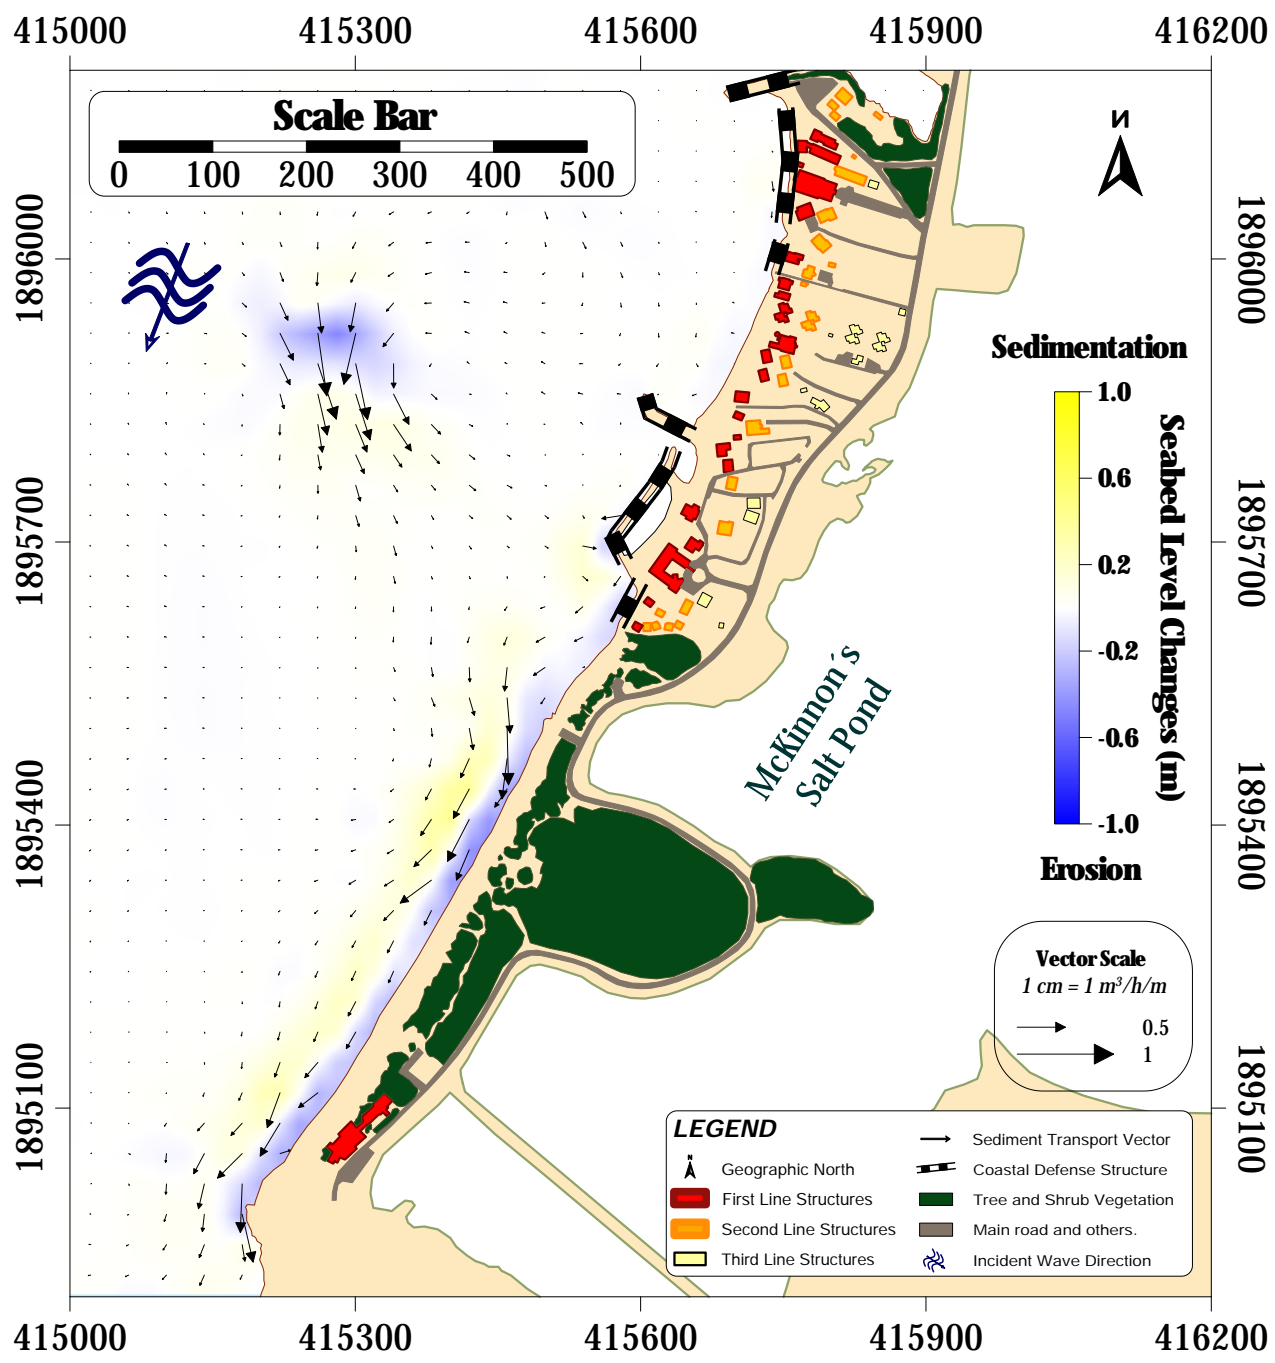 415000 415300 415600 415900 416200
Scale Bar
0 100 200 300 400 500
N
1896000
1895700
1895400
1895100
1896000
1895700
1895400
1895100
Sedimentation
1.0
0.6
0.2
-0.2
-0.6
-1.0
Seabed Level Changes (m)
Erosion
McKinnon´s
Salt Pond
Vector Scale
1 cm = 1 m³/h/m
0.5
1
LEGEND
N
Geographic North
First Line Structures
Second Line Structures
Third Line Structures
Sediment Transport Vector
Coastal Defense Structure
Tree and Shrub Vegetation
Main road and others.
Incident Wave Direction
415000 415300 415600 415900 416200